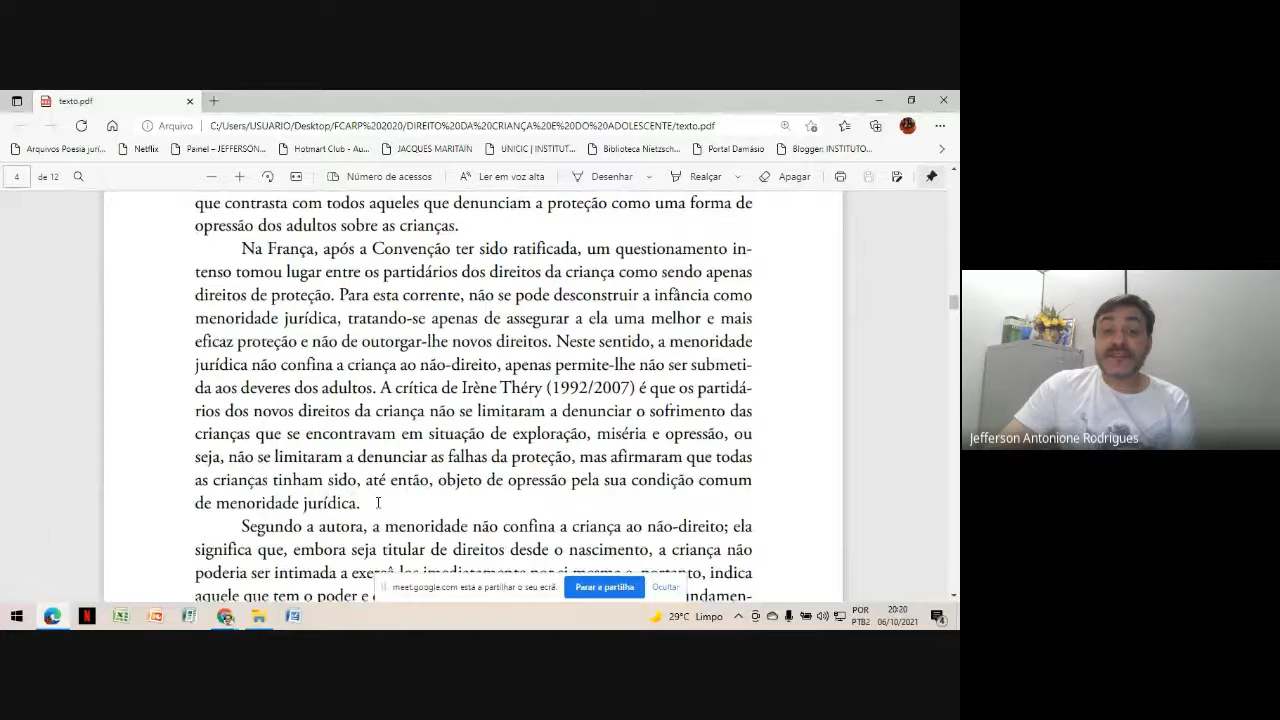 texto.pdf
Arquivo
C:/Users/USUARIO/Desktop/FCARP%202020/DIREITO%20DA%20CRIANÇA%20E%20DO%20ADOLESCENTE/texto.pdf
Arquivos Poesia jurí...
Netflix
Painel – JEFFERSON...
Hotmart Club - Au...
JACQUES MARITAIN
UNICIC | INSTITUT...
Biblioteca Nietzsch...
Portal Damásio
Blogger: INSTITUTO...
4 de 12
Número de acessos
Ler em voz alta
Desenhar
Realçar
Apagar
que contrasta com todos aqueles que denunciam a proteção como uma forma de
opressão dos adultos sobre as crianças.
Na França, após a Convenção ter sido ratificada, um questionamento in-
tenso tomou lugar entre os partidários dos direitos da criança como sendo apenas
direitos de proteção. Para esta corrente, não se pode desconstruir a infância como
menoridade jurídica, tratando-se apenas de assegurar a ela uma melhor e mais
eficaz proteção e não de outorgar-lhe novos direitos. Neste sentido, a menoridade
jurídica não confina a criança ao não-direito, apenas permite-lhe não ser submeti-
da aos deveres dos adultos. A crítica de Irène Théry (1992/2007) é que os partidá-
rios dos novos direitos da criança não se limitaram a denunciar o sofrimento das
crianças que se encontravam em situação de exploração, miséria e opressão, ou
seja, não se limitaram a denunciar as falhas da proteção, mas afirmaram que todas
as crianças tinham sido, até então, objeto de opressão pela sua condição comum
de menoridade jurídica.
Segundo a autora, a menoridade não confina a criança ao não-direito; ela
significa que, embora seja titular de direitos desde o nascimento, a criança não
poderia ser intimada a exercê-los imediatamente por si mesma e, portanto, indica
aquele que tem o poder e
undamen-
meet.google.com está a partilhar o seu ecrã.
Parar a partilha
Ocultar
Jefferson Antonione Rodrigues
29°C Limpo
POR
PTB2
20:20
06/10/2021
4